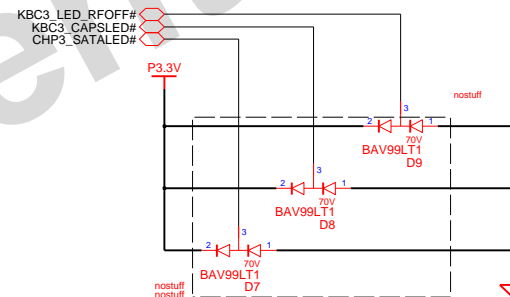 KBC3_LED_RFOFF#
KBC3_CAPSLED#
CHP3_SATALED#
P3.3V
nostuff
3
2 1
70V
BAV99LT1
D9
3
2 1
70V
BAV99LT1
D8
3
2 1
70V
BAV99LT1
D7
nostuff
nostuff